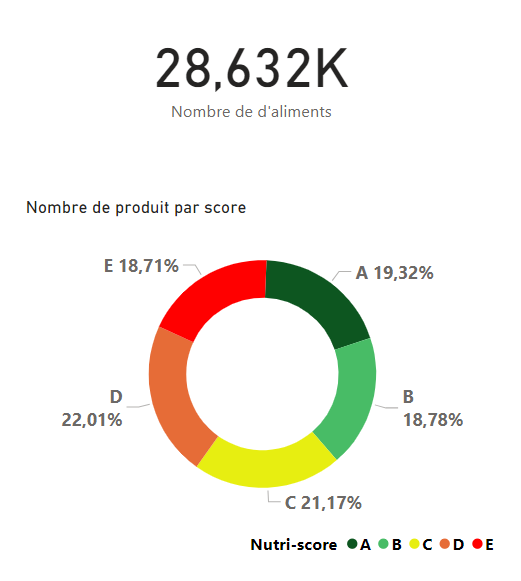 28,632K
Nombre de d'aliments
Nombre de produit par score
E 18,71%
A 19,32%
D
22,01%
B
18,78%
C 21,17%
Nutri-score A B C D E